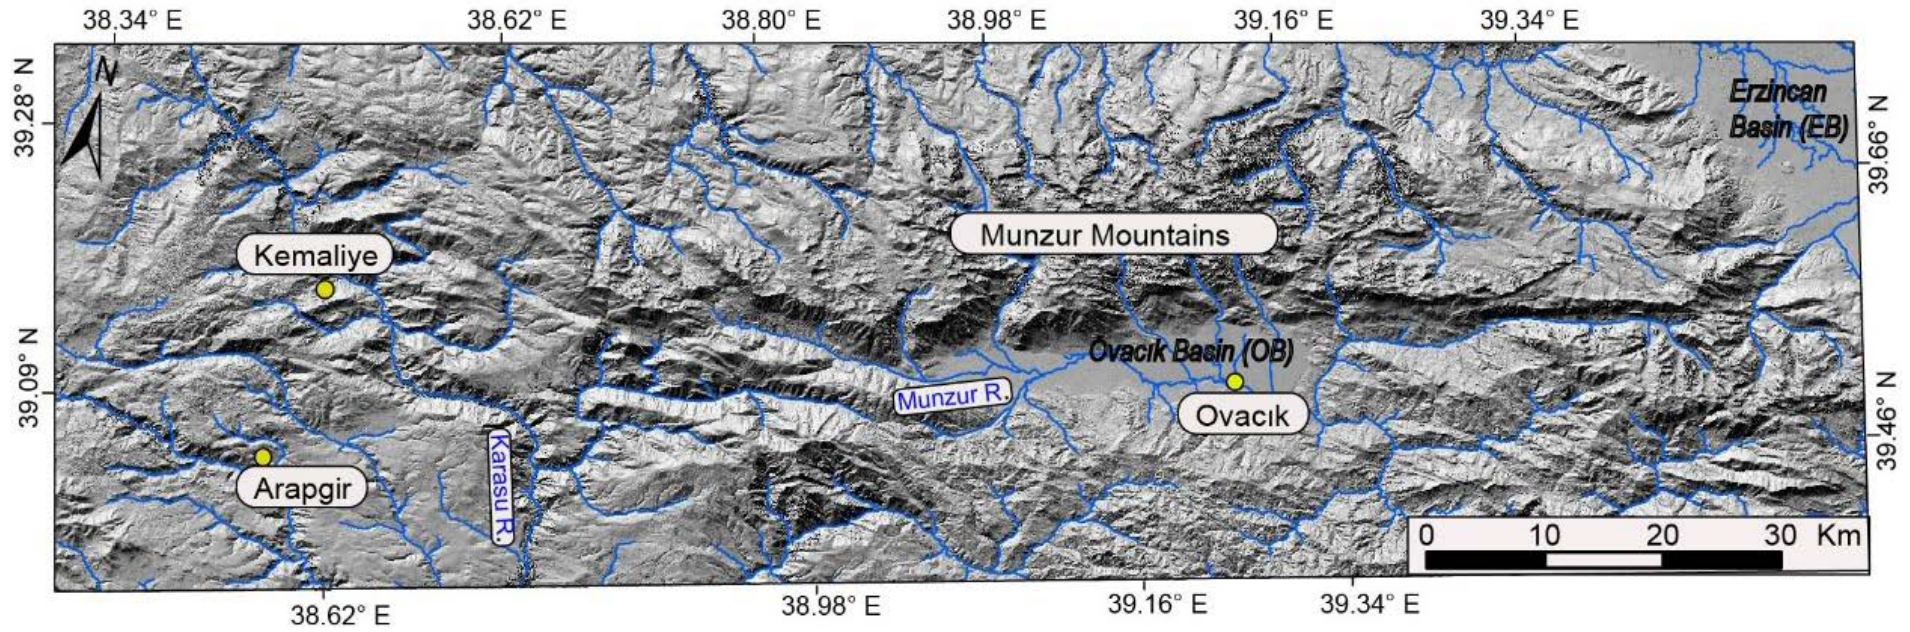 38.34° E
38.62° E
38.80° E
38.98° E
39.16° E
39.34° E
N
39.28° N
Erzincan
Basin (EB)
39.66° N
Munzur Mountains
Kemaliye
Ovacık Basin (OB)
39.09° N
Munzur R.
Ovacık
39.46° N
Karasu R.
Arapgir
0 10 20 30 Km
38.62° E
38.98° E
39.16° E
39.34° E